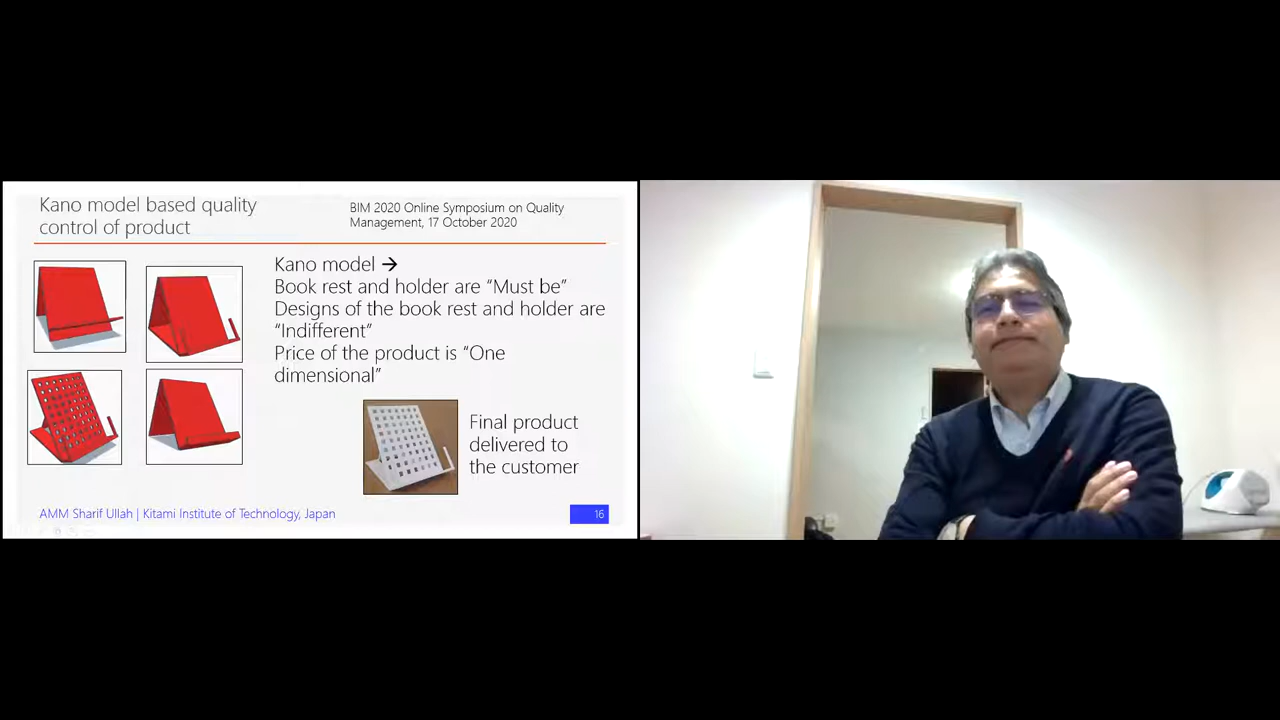 Kano model based quality
control of product
BIM 2020 Online Symposium on Quality
Management, 17 October 2020
Kano model →
Book rest and holder are “Must be”
Designs of the book rest and holder are
“Indifferent”
Price of the product is “One
dimensional”
Final product
delivered to
the customer
AMM Sharif Ullah | Kitami Institute of Technology, Japan
16